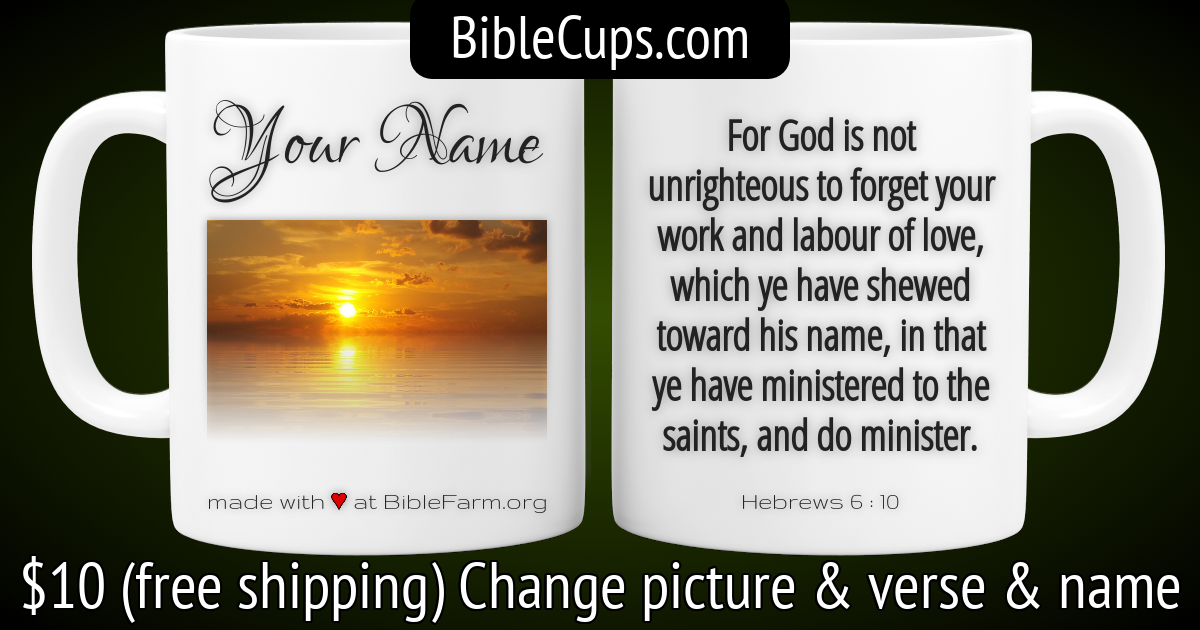 BibleCups.com
Your Name
made with ♥ at BibleFarm.org
For God is not
unrighteous to forget your
work and labour of love,
which ye have shewed
toward his name, in that
ye have ministered to the
saints, and do minister.
Hebrews 6 : 10
$10 (free shipping) Change picture & verse & name